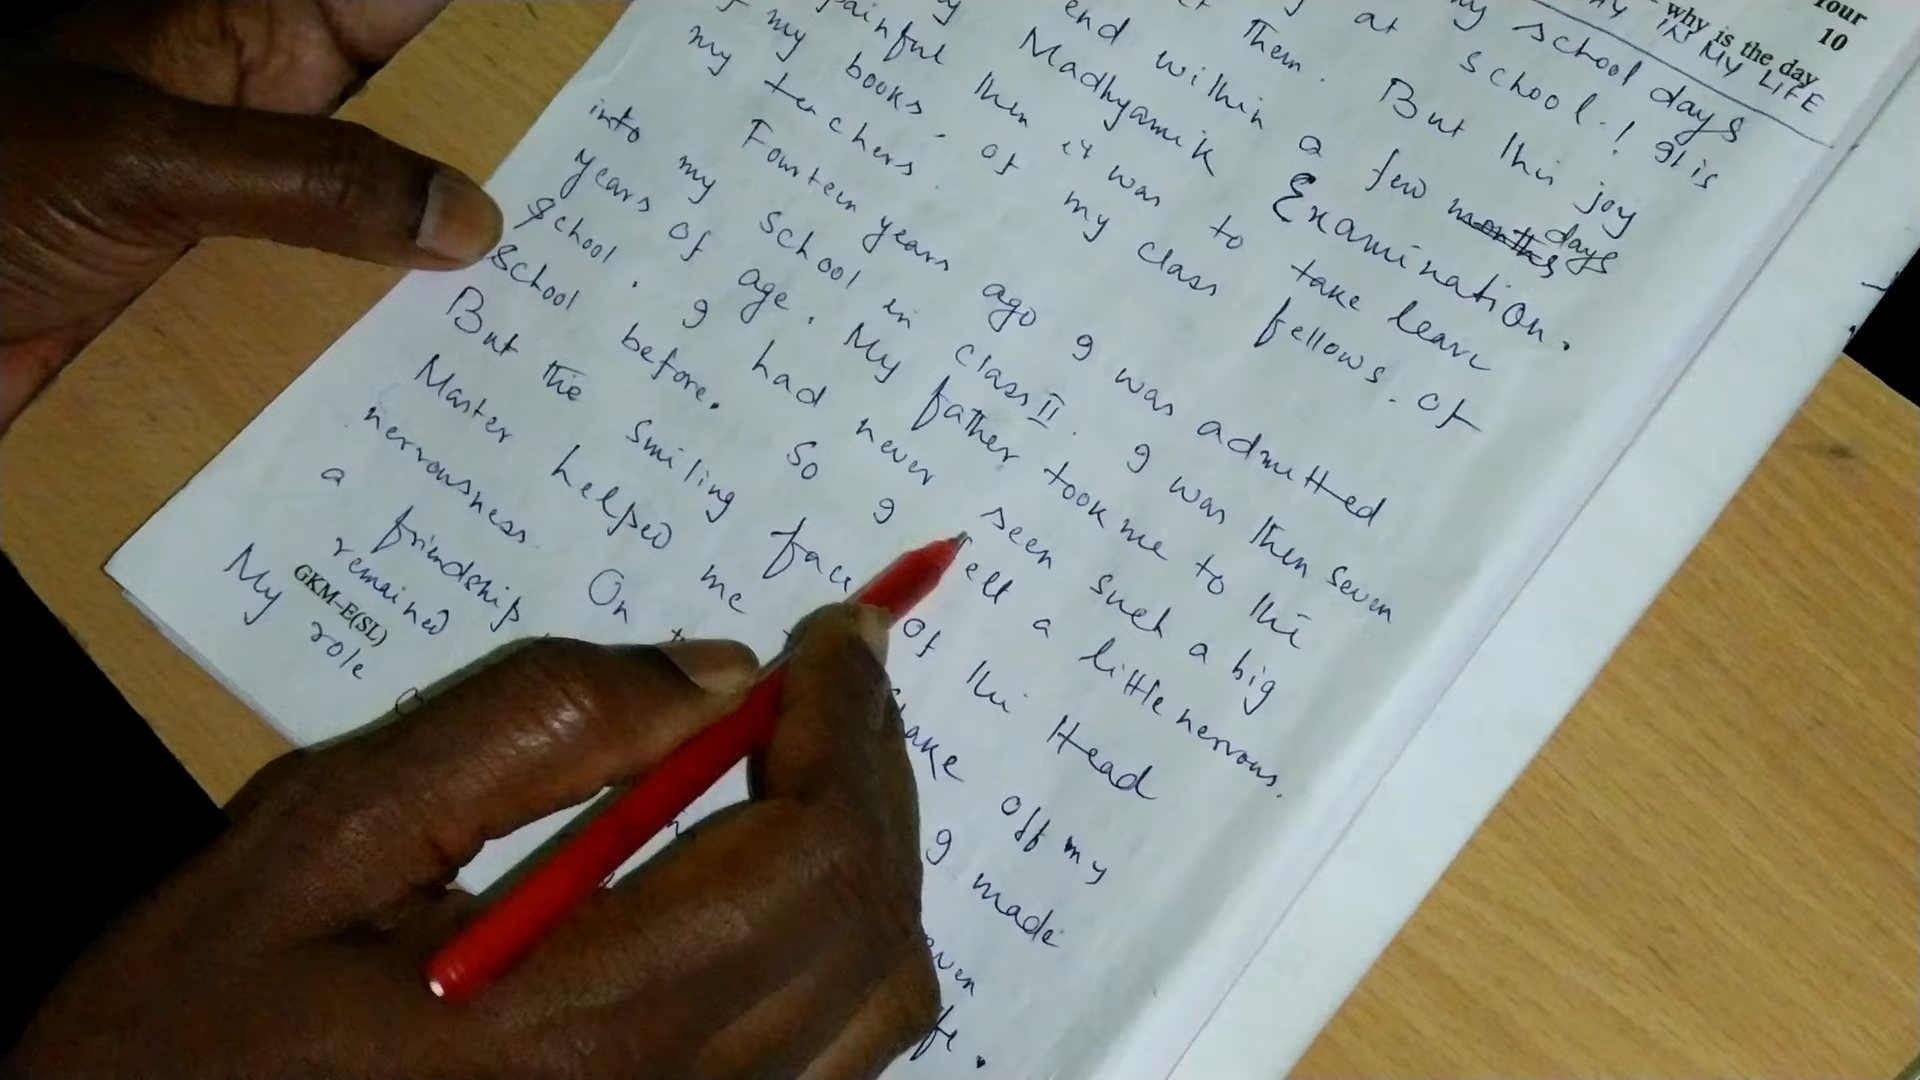 Your
10
why is the day
IN MY LIFE
my school days
at school.! It is
them. But this joy
end within a few months days
Madhyamik Examination.
painful then it was to take leave
of my books, of my class fellows. of
my teachers.
Fourteen years ago I was admitted
into my school in class II. I was then seven
years of age. My father took me to the
school. I had never seen such a big
school before. So I felt a little nervous.
But the smiling face of the Head
Master helped me off my
nervousness. On I made
a friendship
remained
GKM-E(SL)
My role